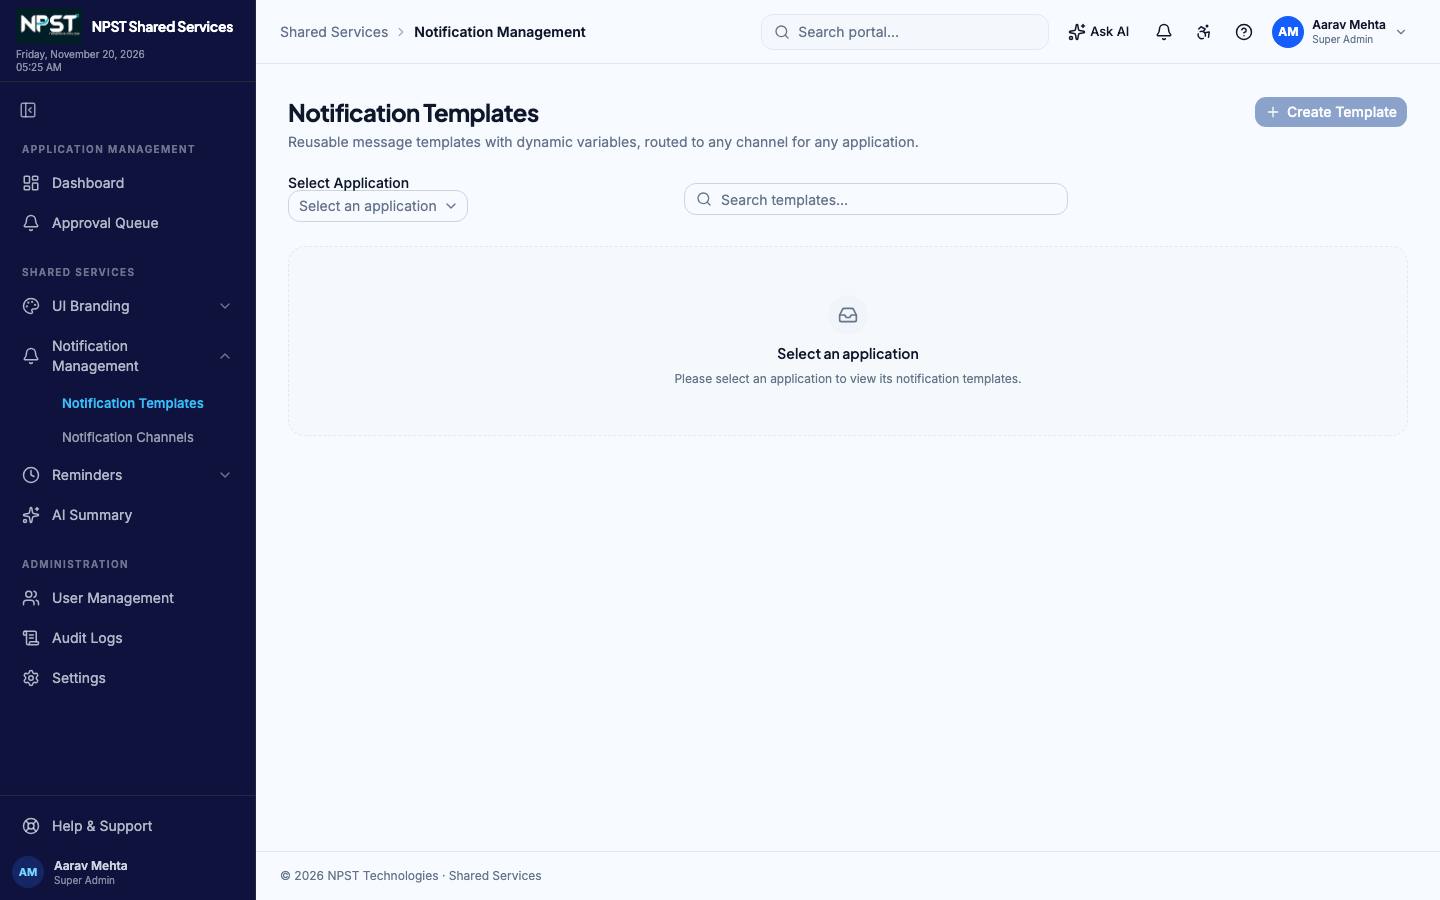 NPST
NPST Shared Services
Friday, November 20, 2026
05:25 AM
APPLICATION MANAGEMENT
Dashboard
Approval Queue
SHARED SERVICES
UI Branding
Notification
Management
Notification Templates
Notification Channels
Reminders
AI Summary
ADMINISTRATION
User Management
Audit Logs
Settings
Help & Support
AM
Aarav Mehta
Super Admin
Shared Services
Notification Management
Search portal...
Ask AI
AM
Aarav Mehta
Super Admin
Notification Templates
Create Template
Reusable message templates with dynamic variables, routed to any channel for any application.
Select Application
Select an application
Search templates...
Select an application
Please select an application to view its notification templates.
© 2026 NPST Technologies · Shared Services